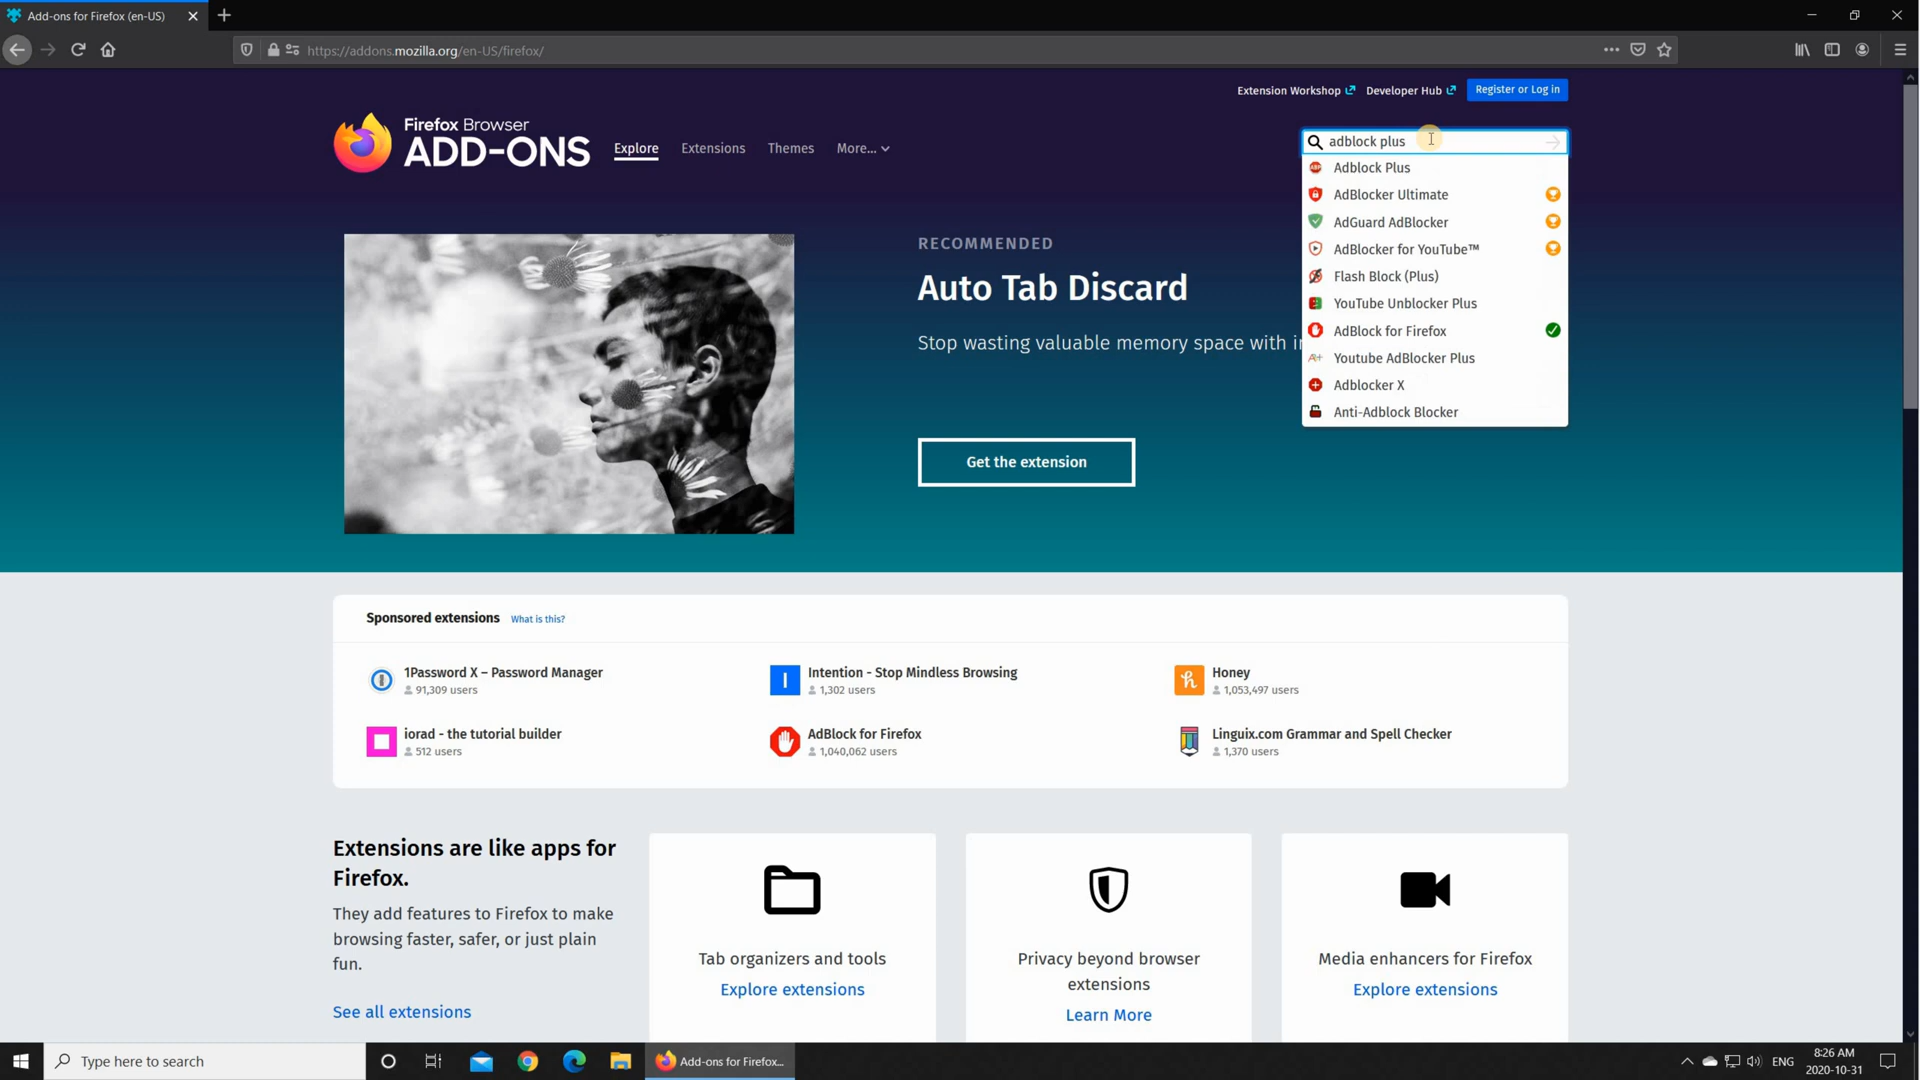 Add-ons for Firefox (en-US)
https://addons.mozilla.org/en-US/firefox/
Extension Workshop
Developer Hub
Register or Log in
Firefox Browser
ADD-ONS
Explore
Extensions
Themes
More...
adblock plus
Adblock Plus
AdBlocker Ultimate
AdGuard AdBlocker
AdBlocker for YouTube™
Flash Block (Plus)
YouTube Unblocker Plus
AdBlock for Firefox
Youtube AdBlocker Plus
Adblocker X
Anti-Adblock Blocker
RECOMMENDED
Auto Tab Discard
Stop wasting valuable memory space with
Get the extension
Sponsored extensions What is this?
1Password X – Password Manager
91,309 users
Intention - Stop Mindless Browsing
1,302 users
Honey
1,053,497 users
iorad - the tutorial builder
512 users
AdBlock for Firefox
1,040,062 users
Linguix.com Grammar and Spell Checker
1,370 users
Extensions are like apps for
Firefox.
They add features to Firefox to make
browsing faster, safer, or just plain
fun.
See all extensions
Tab organizers and tools
Explore extensions
Privacy beyond browser
extensions
Learn More
Media enhancers for Firefox
Explore extensions
Type here to search
Add-ons for Firefox...
ENG
8:26 AM
2020-10-31